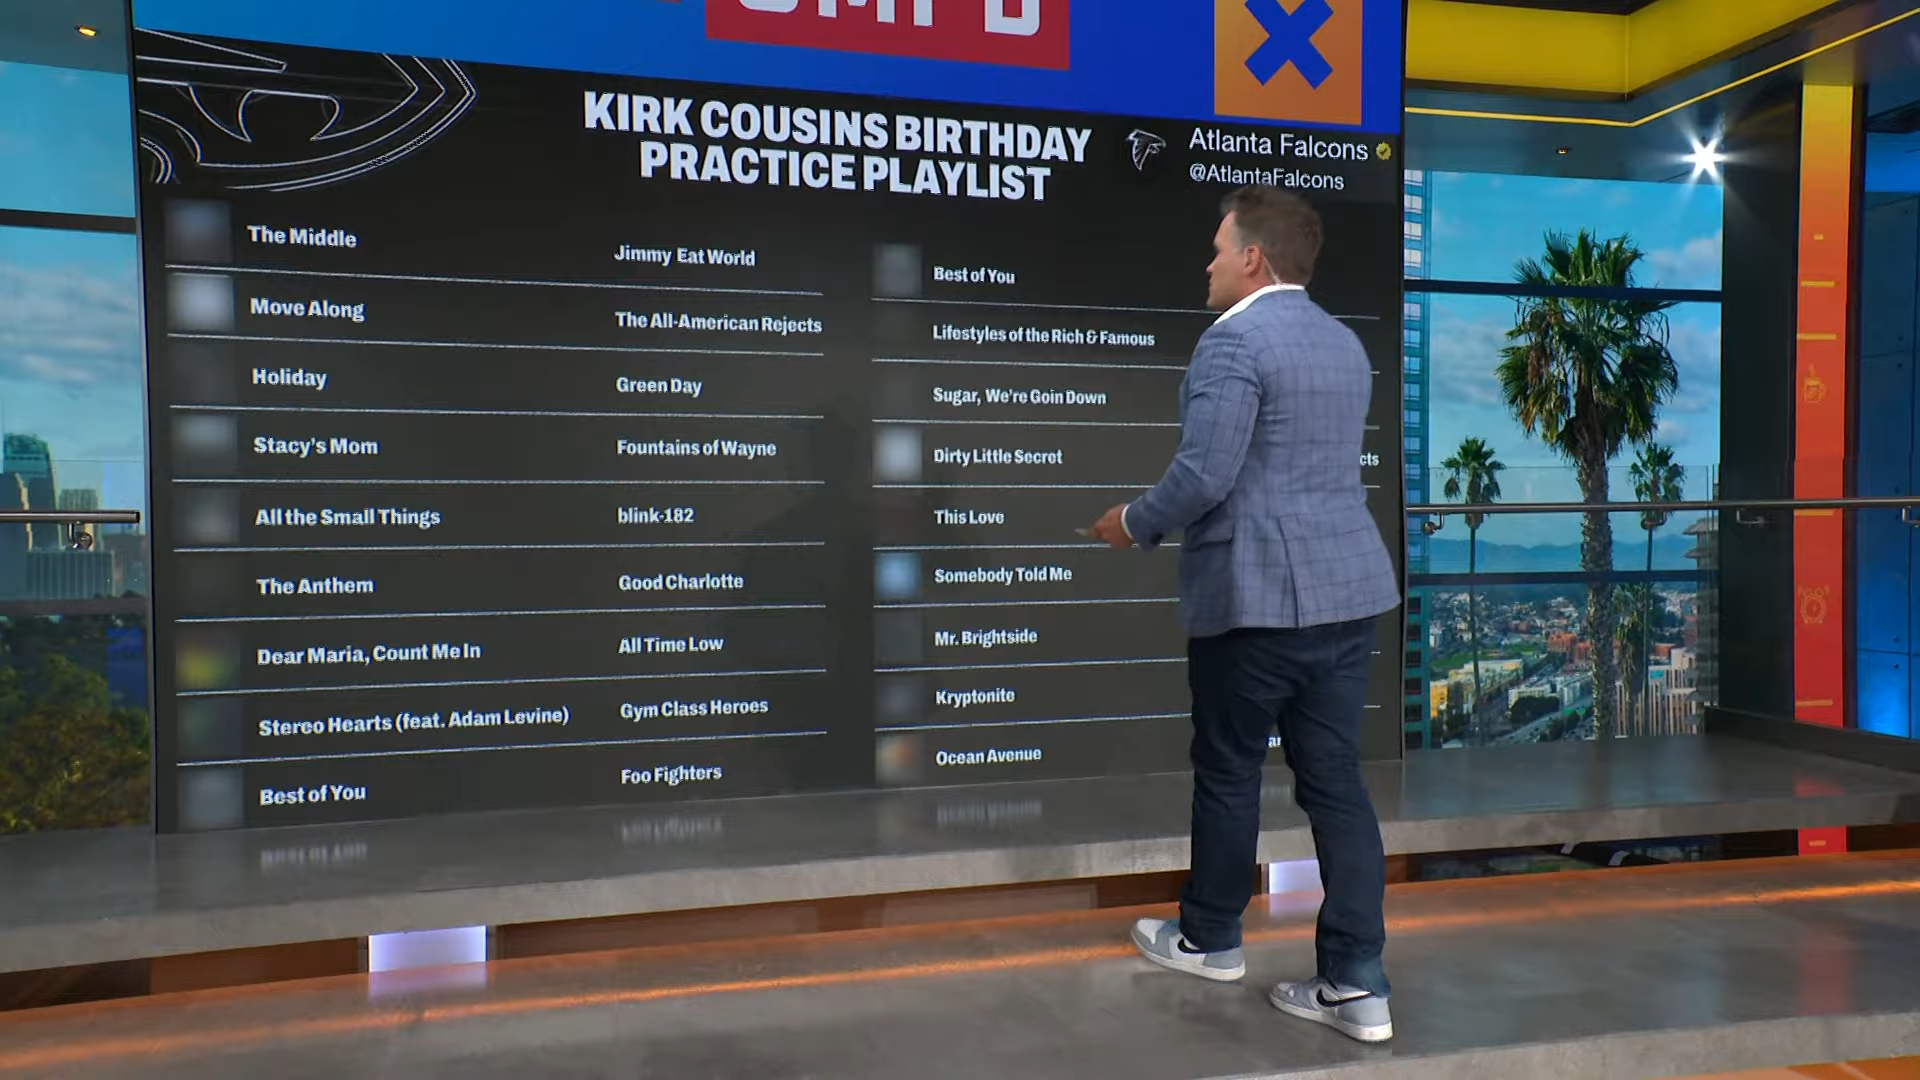 KIRK COUSINS BIRTHDAY
PRACTICE PLAYLIST
Atlanta Falcons
@AtlantaFalcons
The Middle
Jimmy Eat World
Move Along
The All-American Rejects
Holiday
Green Day
Stacy's Mom
Fountains of Wayne
All the Small Things
blink-182
The Anthem
Good Charlotte
Dear Maria, Count Me In
All Time Low
Stereo Hearts (feat. Adam Levine)
Gym Class Heroes
Best of You
Foo Fighters
Best of You
Lifestyles of the Rich & Famous
Sugar, We're Goin Down
Dirty Little Secret
This Love
Somebody Told Me
Mr. Brightside
Kryptonite
Ocean Avenue